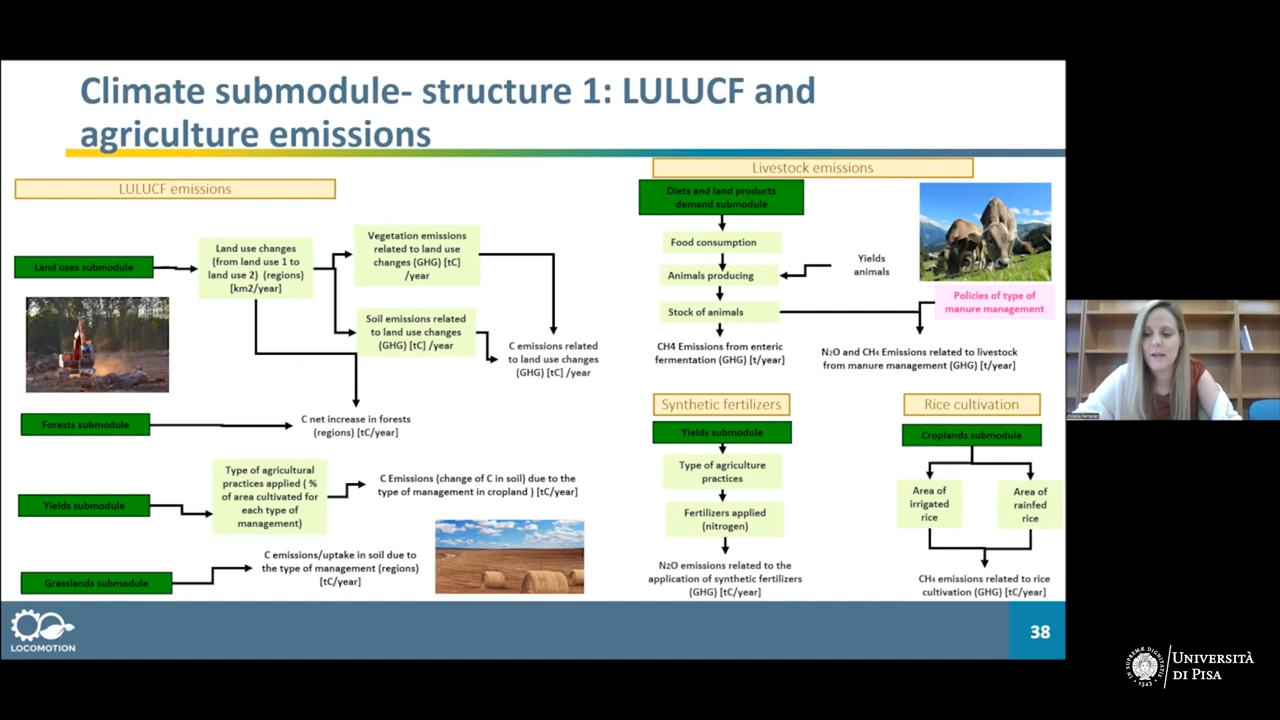 Climate submodule- structure 1: LULUCF and
agriculture emissions
LULUCF emissions
Land uses submodule
Land use changes
(from land use 1 to
land use 2) (regions)
[km2/year]
Vegetation emissions
related to land use
changes (GHG) [tC]
/year
Soil emissions related
to land use changes
(GHG) [tC] /year
C emissions related
to land use changes
(GHG) [tC] /year
Forests submodule
C net increase in forests
(regions) [tC/year]
Yields submodule
Type of agricultural
practices applied ( %
of area cultivated for
each type of
management)
C Emissions (change of C in soil) due to the
type of management in cropland ) [tC/year]
Grasslands submodule
C emissions/uptake in soil due to
the type of management (regions)
[tC/year]
Livestock emissions
Diets and land products
demand submodule
Food consumption
Animals producing
Yields
animals
Stock of animals
Policies of type of
manure management
CH4 Emissions from enteric
fermentation (GHG) [t/year]
N2O and CH4 Emissions related to livestock
from manure management (GHG) [t/year]
Synthetic fertilizers
Yields submodule
Type of agriculture
practices
Fertilizers applied
(nitrogen)
N2O emissions related to the
application of synthetic fertilizers
(GHG) [tC/year]
Rice cultivation
Croplands submodule
Area of
irrigated
rice
Area of
rainfed
rice
CH4 emissions related to rice
cultivation (GHG) [tC/year]
LOCOMOTION
38
UNIVERSITÀ
DI PISA